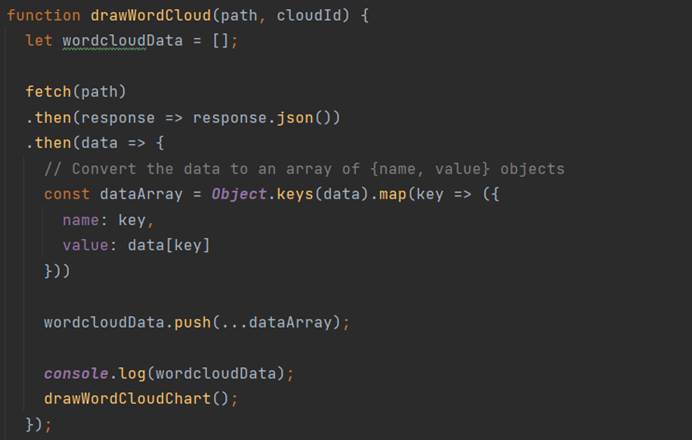 function drawWordCloud(path, cloudId) {
let wordcloudData = [];
fetch(path)
.then(response => response.json())
.then(data => {
// Convert the data to an array of {name, value} objects
const dataArray = Object.keys(data).map(key => ({
name: key,
value: data[key]
}))
wordcloudData.push(...dataArray);
console.log(wordcloudData);
drawWordCloudChart();
});